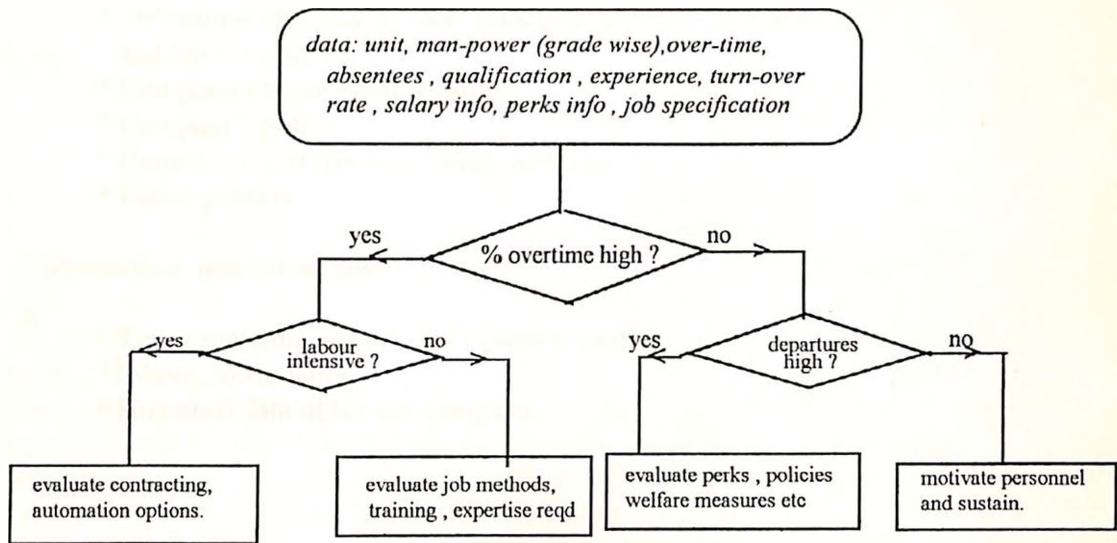 data: unit, man-power (grade wise),over-time,
absentees , qualification , experience, turn-over
rate , salary info, perks info , job specification
yes
% overtime high ?
no
yes
labour
intensive ?
no
yes
departures
high ?
no
evaluate contracting,
automation options.
evaluate job methods,
training , expertise reqd
evaluate perks , policies
welfare measures etc
motivate personnel
and sustain.